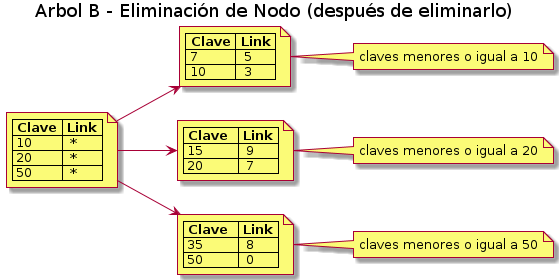 Arbol B - Eliminación de Nodo (después de eliminarlo)
Clave Link
7 5
10 3
claves menores o igual a 10
Clave Link
10 *
20 *
50 *
Clave Link
15 9
20 7
claves menores o igual a 20
Clave Link
35 8
50 0
claves menores o igual a 50